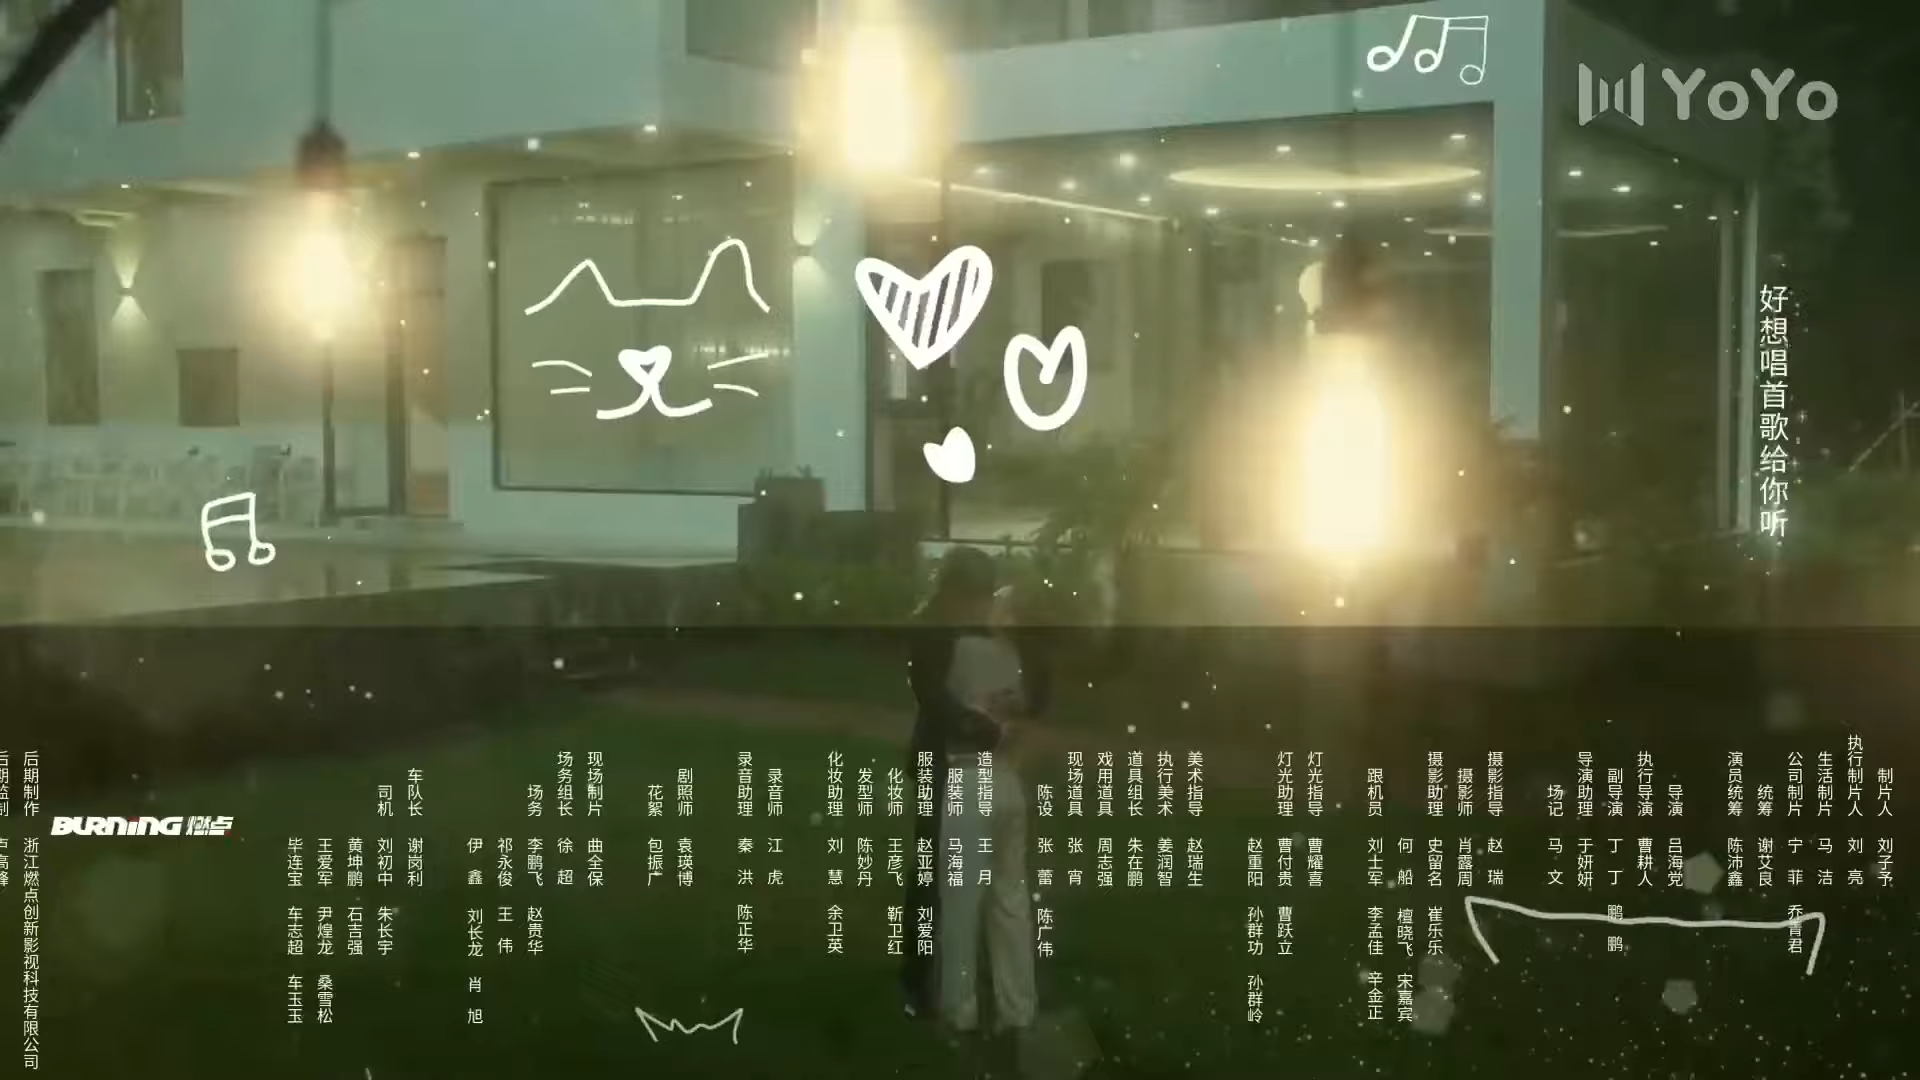 YoYo
好想唱首歌给你听
制片人 刘子予
执行制片人 刘亮
生活制片 马洁
公司制片 宁菲 乔青君
统筹 谢艾良
演员统筹 陈沛鑫
导演 吕海党
执行导演 曹耕人
副导演 丁丁 鹏鹏
导演助理 于妍妍
场记 马文
摄影指导 赵瑞
摄影师 肖露周
摄影助理 史留名 崔乐乐
何船 檀晓飞 宋嘉宾
跟机员 刘士军 李孟佳 辛金正
灯光指导 曹耀喜
灯光助理 曹付贵 曹跃立
赵重阳 孙群功 孙群岭
美术指导 赵瑞生
执行美术 姜润智
道具组长 朱在鹏
戏用道具 周志强
现场道具 张宵
陈设 张蕾 陈广伟
造型指导 王月
服装师 马海福
服装助理 赵亚婷 刘爱阳
化妆师 王彦飞 靳卫红
发型师 陈妙丹
化妆助理 刘慧 余卫英
录音师 江虎
录音助理 秦洪 陈正华
剧照师 袁瑛博
花絮 包振广
现场制片 曲全保
场务组长 徐超
场务 李鹏飞 赵贵华
祁永俊 王伟
伊鑫 刘长龙 肖旭
车队长 谢岗利
司机 刘初中 朱长宇
黄坤鹏 石吉强
王爱军 尹煌龙 桑雪松
毕连宝 车志超 车玉玉
BURNING 燃点
后期制作 浙江燃点创新影视科技有限公司